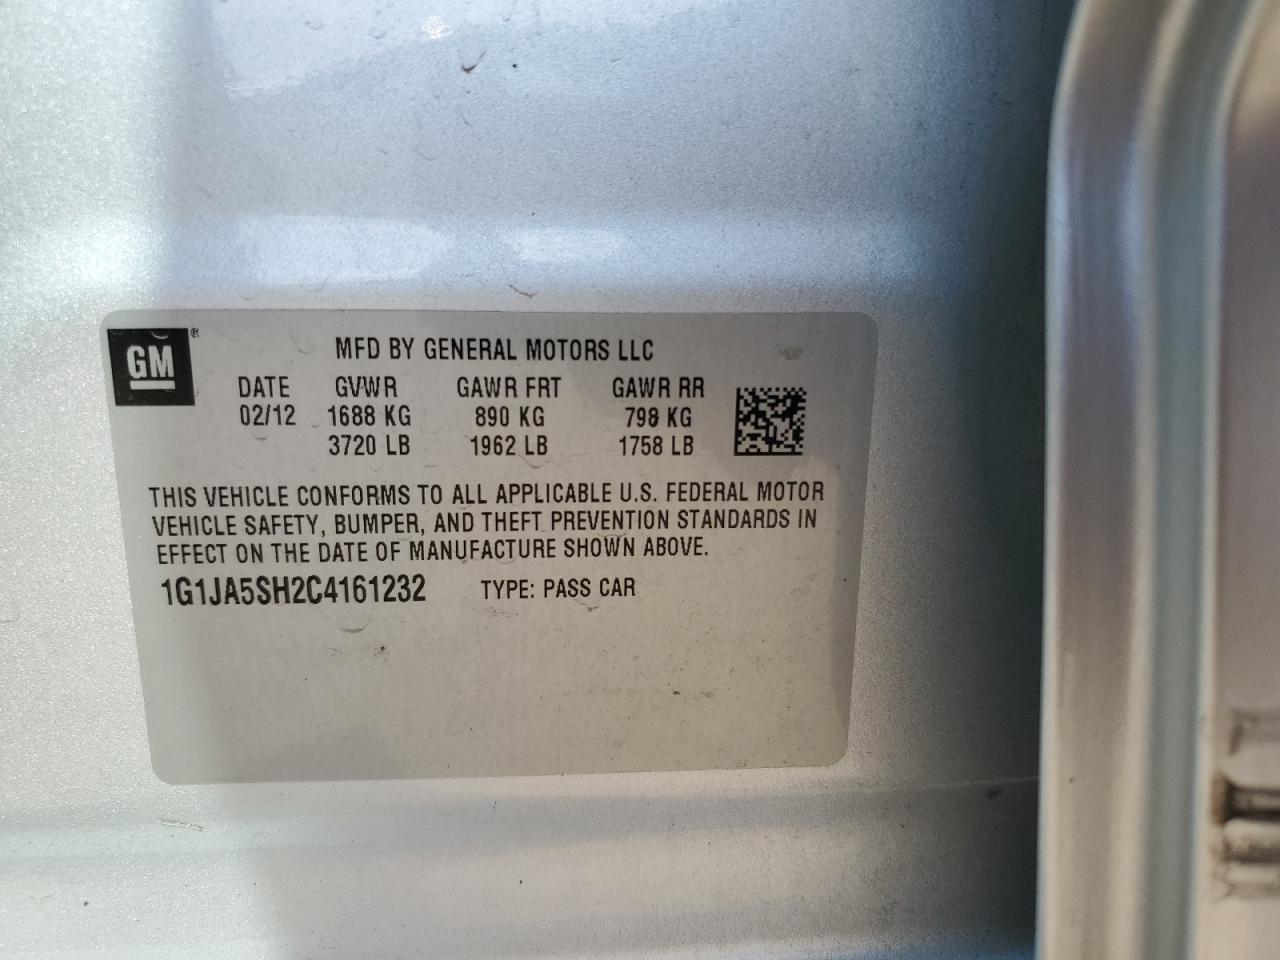 GM ®
MFD BY GENERAL MOTORS LLC
DATE GVWR GAWR FRT GAWR RR
02/12 1688 KG 890 KG 798 KG
3720 LB 1962 LB 1758 LB
THIS VEHICLE CONFORMS TO ALL APPLICABLE U.S. FEDERAL MOTOR
VEHICLE SAFETY, BUMPER, AND THEFT PREVENTION STANDARDS IN
EFFECT ON THE DATE OF MANUFACTURE SHOWN ABOVE.
1G1JA5SH2C4161232 TYPE: PASS CAR